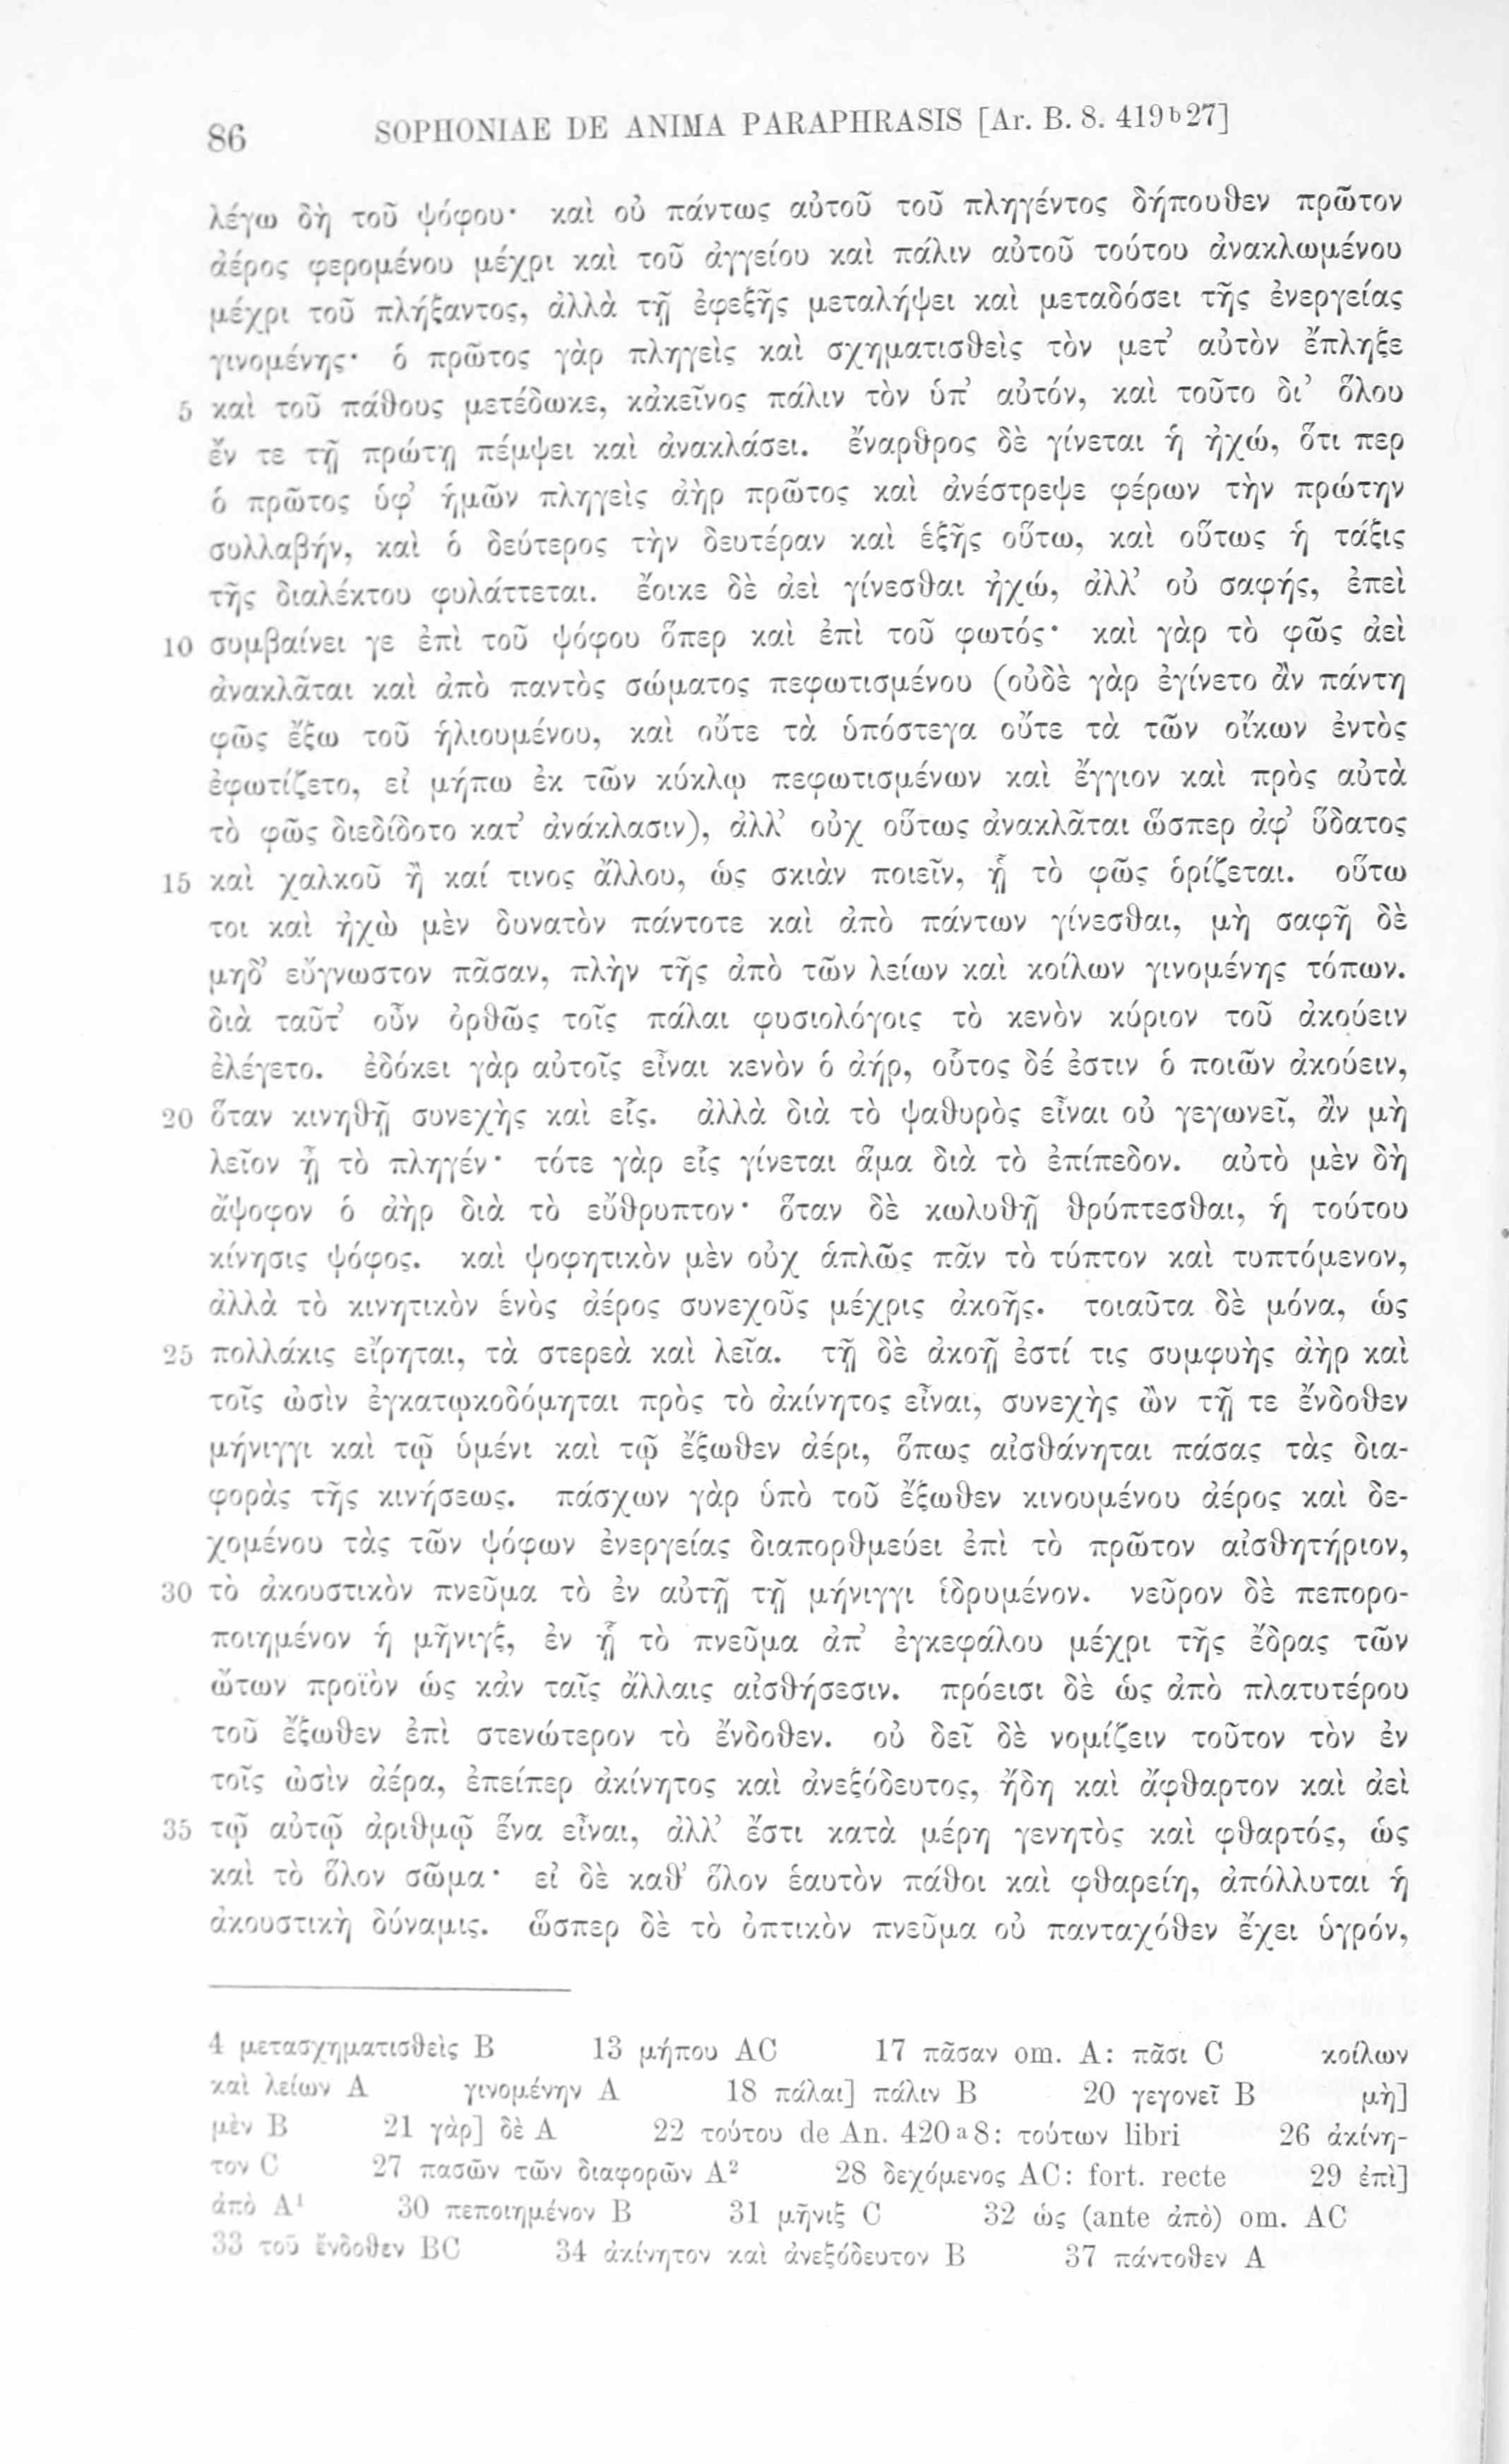 86 SOPHONIAE DE ANIMA PARAPHRASIS [Ar. B. 8. 419ᵇ27]
λέγω δὴ τοῦ ψόφου· καὶ οὐ πάντως αὐτοῦ τοῦ πληγέντος δήπουθεν πρῶτον
ἀέρος φερομένου μέχρι καὶ τοῦ ἀγγείου καὶ πάλιν αὐτοῦ τούτου ἀνακλωμένου
μέχρι τοῦ πλήξαντος, ἀλλὰ τῇ ἐφεξῆς μεταλήψει καὶ μεταδόσει τῆς ἐνεργείας
γινομένης· ὁ πρῶτος γὰρ πληγεὶς καὶ σχηματισθεὶς τὸν μετ’ αὐτὸν ἔπληξε
5 καὶ τοῦ πάθους μετέδωκε, κἀκεῖνος πάλιν τὸν ὑπ’ αὐτόν, καὶ τοῦτο δι’ ὅλου
ἔν τε τῇ πρώτῃ πέμψει καὶ ἀνακλάσει. ἔναρθρος δὲ γίνεται ἡ ἠχώ, ὅτι περ
ὁ πρῶτος ὑφ’ ἡμῶν πληγεὶς ἀὴρ πρῶτος καὶ ἀνέστρεψε φέρων τὴν πρώτην
συλλαβήν, καὶ ὁ δεύτερος τὴν δευτέραν καὶ ἑξῆς οὕτω, καὶ οὕτως ἡ τάξις
τῆς διαλέκτου φυλάττεται. ἔοικε δὲ ἀεὶ γίνεσθαι ἠχώ, ἀλλ’ οὐ σαφής, ἐπεὶ
10 συμβαίνει γε ἐπὶ τοῦ ψόφου ὅπερ καὶ ἐπὶ τοῦ φωτός· καὶ γὰρ τὸ φῶς ἀεὶ
ἀνακλᾶται καὶ ἀπὸ παντὸς σώματος πεφωτισμένου (οὐδὲ γὰρ ἐγίνετο ἂν πάντη
φῶς ἔξω τοῦ ἡλιουμένου, καὶ οὔτε τὰ ὑπόστεγα οὔτε τὰ τῶν οἴκων ἐντὸς
ἐφωτίζετο, εἰ μήπω ἐκ τῶν κύκλῳ πεφωτισμένων καὶ ἔγγιον καὶ πρὸς αὐτὰ
τὸ φῶς διεδίδοτο κατ’ ἀνάκλασιν), ἀλλ’ οὐχ οὕτως ἀνακλᾶται ὥσπερ ἀφ’ ὕδατος
15 καὶ χαλκοῦ ἢ καί τινος ἄλλου, ὡς σκιὰν ποιεῖν, ᾗ τὸ φῶς ὁρίζεται. οὕτω
τοι καὶ ἠχὼ μὲν δυνατὸν πάντοτε καὶ ἀπὸ πάντων γίνεσθαι, μὴ σαφῆ δὲ
μηδ’ εὔγνωστον πᾶσαν, πλὴν τῆς ἀπὸ τῶν λείων καὶ κοίλων γινομένης τόπων.
διὰ ταῦτ’ οὖν ὀρθῶς τοῖς πάλαι φυσιολόγοις τὸ κενὸν κύριον τοῦ ἀκούειν
ἐλέγετο. ἐδόκει γὰρ αὐτοῖς εἶναι κενὸν ὁ ἀήρ, οὗτος δέ ἐστιν ὁ ποιῶν ἀκούειν,
20 ὅταν κινηθῇ συνεχὴς καὶ εἷς. ἀλλὰ διὰ τὸ ψαθυρὸς εἶναι οὐ γεγωνεῖ, ἂν μὴ
λεῖον ᾖ τὸ πληγέν· τότε γὰρ εἷς γίνεται ἅμα διὰ τὸ ἐπίπεδον. αὐτὸ μὲν δὴ
ἄψοφον ὁ ἀὴρ διὰ τὸ εὔθρυπτον· ὅταν δὲ κωλυθῇ θρύπτεσθαι, ἡ τούτου
κίνησις ψόφος. καὶ ψοφητικὸν μὲν οὐχ ἁπλῶς πᾶν τὸ τύπτον καὶ τυπτόμενον,
ἀλλὰ τὸ κινητικὸν ἑνὸς ἀέρος συνεχοῦς μέχρις ἀκοῆς. τοιαῦτα δὲ μόνα, ὡς
25 πολλάκις εἴρηται, τὰ στερεὰ καὶ λεῖα. τῇ δὲ ἀκοῇ ἐστί τις συμφυὴς ἀὴρ καὶ
τοῖς ὠσὶν ἐγκατῳκοδόμηται πρὸς τὸ ἀκίνητος εἶναι, συνεχὴς ὢν τῇ τε ἔνδοθεν
μήνιγγι καὶ τῷ ὑμένι καὶ τῷ ἔξωθεν ἀέρι, ὅπως αἰσθάνηται πάσας τὰς δια-
φορὰς τῆς κινήσεως. πάσχων γὰρ ὑπὸ τοῦ ἔξωθεν κινουμένου ἀέρος καὶ δε-
χομένου τὰς τῶν ψόφων ἐνεργείας διαπορθμεύει ἐπὶ τὸ πρῶτον αἰσθητήριον,
30 τὸ ἀκουστικὸν πνεῦμα τὸ ἐν αὐτῇ τῇ μήνιγγι ἱδρυμένον. νεῦρον δὲ πεπορο-
ποιημένον ἡ μῆνιγξ, ἐν ᾗ τὸ πνεῦμα ἀπ’ ἐγκεφάλου μέχρι τῆς ἕδρας τῶν
ὤτων προϊὸν ὡς κἀν ταῖς ἄλλαις αἰσθήσεσιν. πρόεισι δὲ ὡς ἀπὸ πλατυτέρου
τοῦ ἔξωθεν ἐπὶ στενώτερον τὸ ἔνδοθεν. οὐ δεῖ δὲ νομίζειν τοῦτον τὸν ἐν
τοῖς ὠσὶν ἀέρα, ἐπείπερ ἀκίνητος καὶ ἀνεξόδευτος, ἤδη καὶ ἄφθαρτον καὶ ἀεὶ
35 τῷ αὐτῷ ἀριθμῷ ἕνα εἶναι, ἀλλ’ ἔστι κατὰ μέρη γενητὸς καὶ φθαρτός, ὡς
καὶ τὸ ὅλον σῶμα· εἰ δὲ καθ’ ὅλον ἑαυτὸν πάθοι καὶ φθαρείη, ἀπόλλυται ἡ
ἀκουστικὴ δύναμις. ὥσπερ δὲ τὸ ὀπτικὸν πνεῦμα οὐ πανταχόθεν ἔχει ὑγρόν,
4 μετασχηματισθεὶς B 13 μήπου AC 17 πᾶσαν om. A: πᾶσι C κοίλων
καὶ λείων A γινομένην A 18 πάλαι] πάλιν B 20 γεγονεῖ B μὴ]
μὲν B 21 γὰρ] δὲ A 22 τούτου de An. 420ᵃ8: τούτων libri 26 ἀκίνη-
τον C 27 πασῶν τῶν διαφορῶν A² 28 δεχόμενος AC: fort. recte 29 ἐπὶ]
ἀπὸ A¹ 30 πεποιημένον B 31 μῆνιξ C 32 ὡς (ante ἀπὸ) om. AC
33 τοῦ ἔνδοθεν BC 34 ἀκίνητον καὶ ἀνεξόδευτον B 37 πάντοθεν A